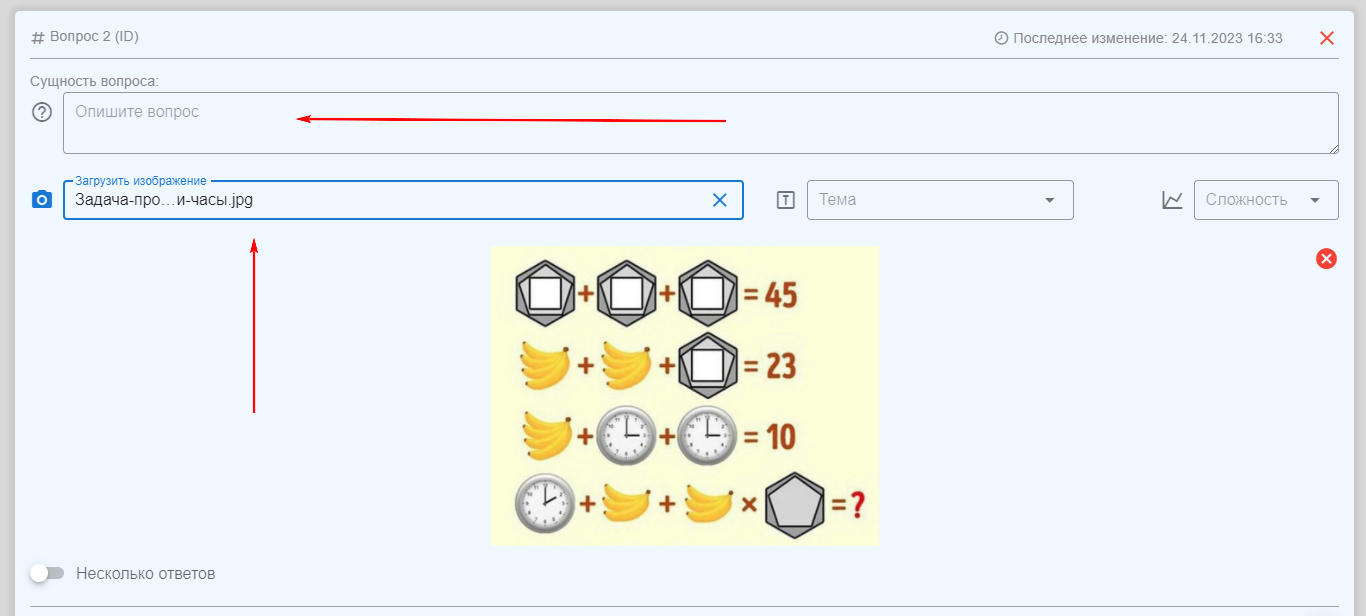 # Вопрос 2 (ID)
Последнее изменение: 24.11.2023 16:33
Сущность вопроса:
Опишите вопрос
Загрузить изображение
Задача-про…и-часы.jpg
Тема
Сложность
+ + = 45
+ + = 23
+ + = 10
+ + × = ?
Несколько ответов